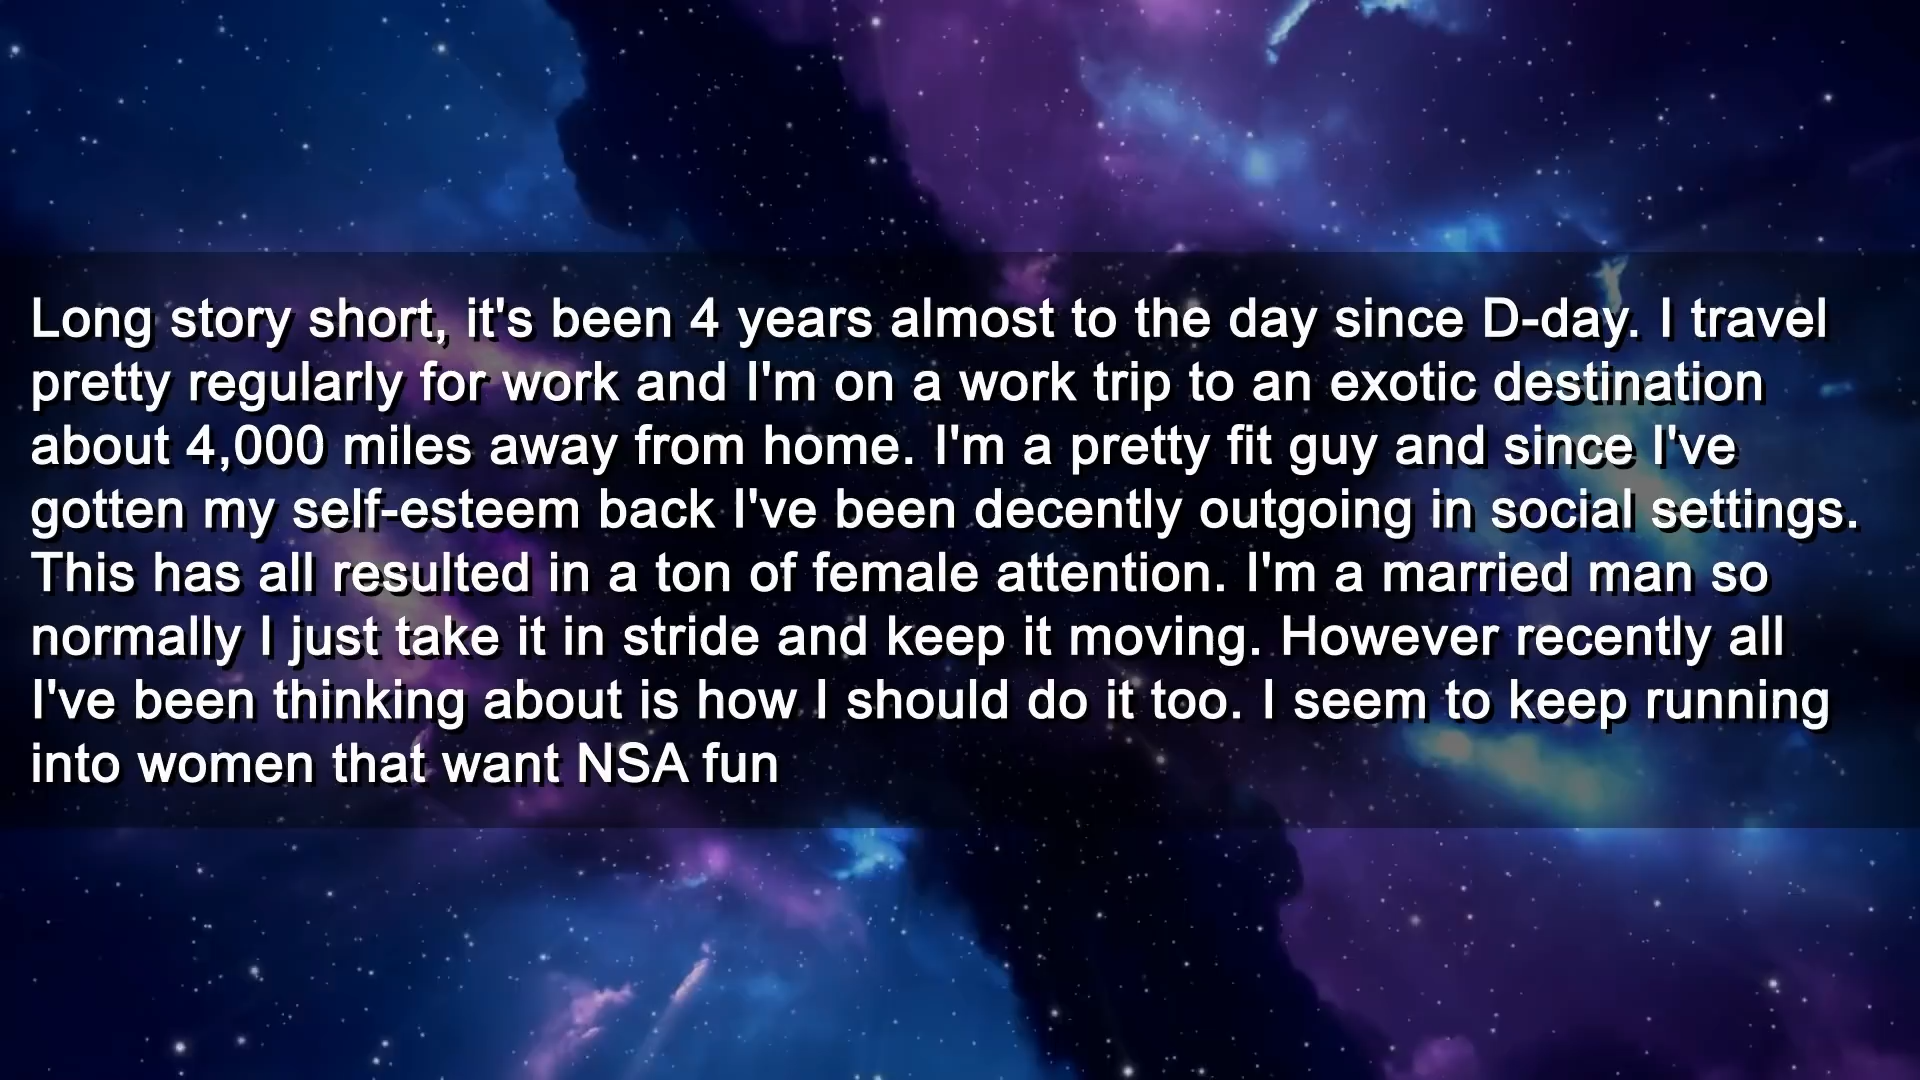 Long story short, it's been 4 years almost to the day since D-day. I travel
pretty regularly for work and I'm on a work trip to an exotic destination
about 4,000 miles away from home. I'm a pretty fit guy and since I've
gotten my self-esteem back I've been decently outgoing in social settings.
This has all resulted in a ton of female attention. I'm a married man so
normally I just take it in stride and keep it moving. However recently all
I've been thinking about is how I should do it too. I seem to keep running
into women that want NSA fun